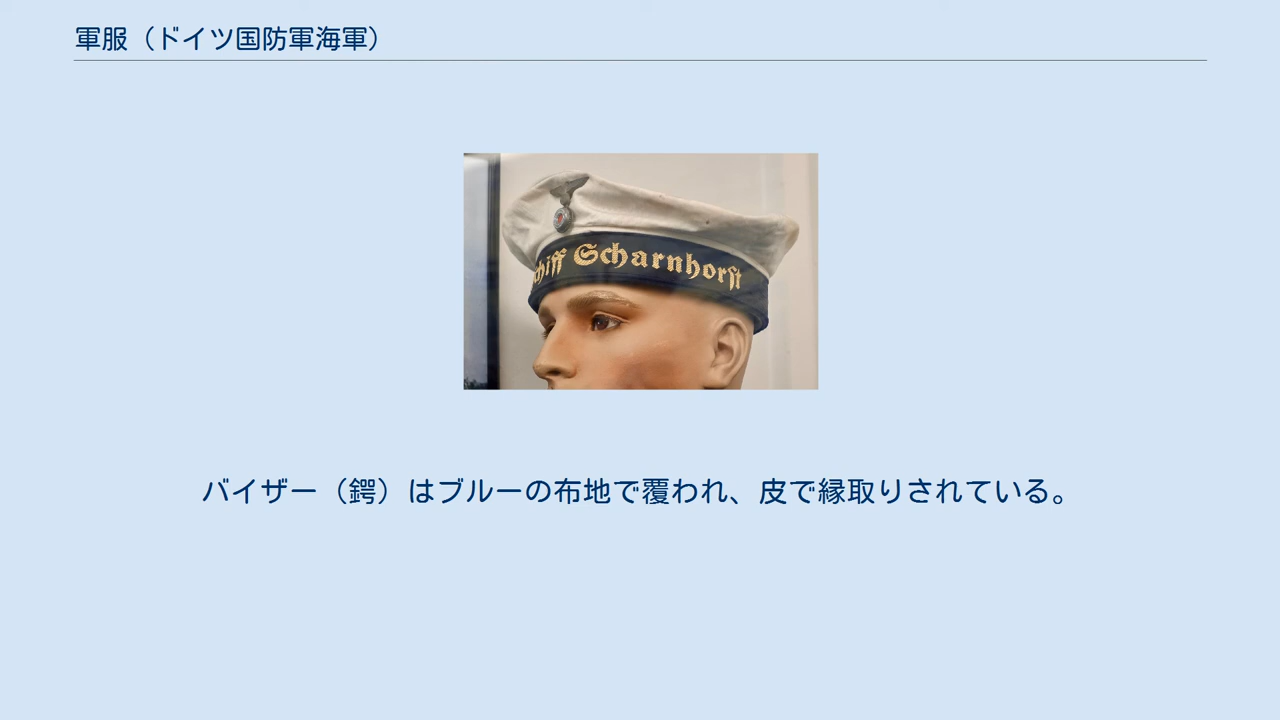 軍服（ドイツ国防軍海軍）
chiff Scharnhorst
バイザー（鍔）はブルーの布地で覆われ、皮で縁取りされている。